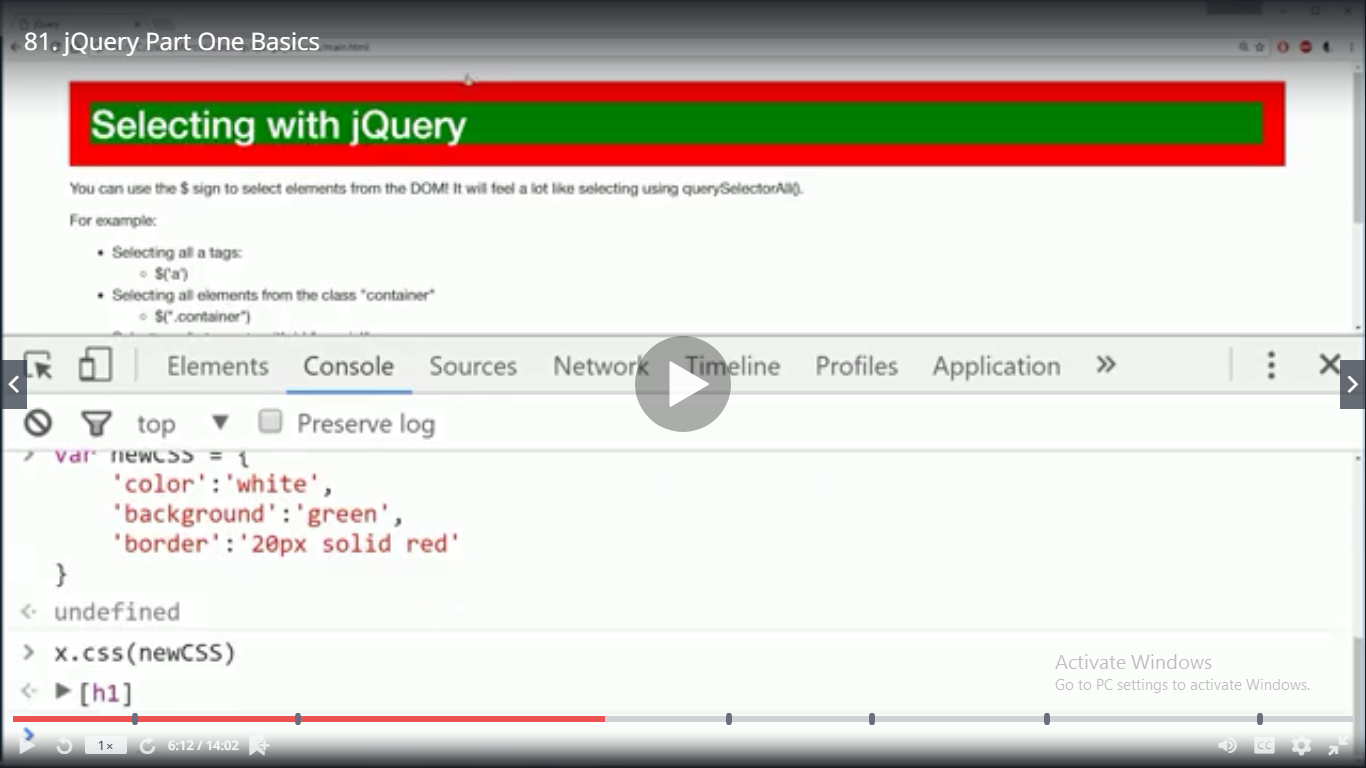 jQuery
81. jQuery Part One Basics
main.html
Selecting with jQuery
You can use the $ sign to select elements from the DOM! It will feel a lot like selecting using querySelectorAll().
For example:
• Selecting all a tags:
◦ $('a')
• Selecting all elements from the class "container"
◦ $(".container")
Elements Console Sources Network Timeline Profiles Application »
top ▼ Preserve log
> var newCSS = {
'color':'white',
'background':'green',
'border':'20px solid red'
}
undefined
> x.css(newCSS)
[h1]
Activate Windows
Go to PC settings to activate Windows.
1× 6:12 / 14:02 CC